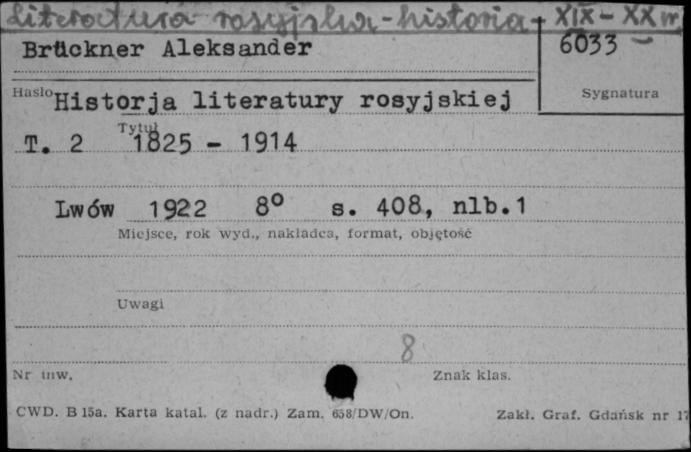 Literatura rosyjska-historia - XIX - XX w.
Brückner Aleksander
6033
Hasło
Sygnatura
Historja literatury rosyjskiej
Tytuł
T. 2 1825 - 1914
Lwów 1922 8° s. 408, nlb.1
Miejsce, rok wyd., nakładca, format, objętość
Uwagi
8
Nr inw.
Znak klas.
CWD. B 15a. Karta katal. (z nadr.) Zam. 658/DW/On.
Zakł. Graf. Gdańsk nr 17